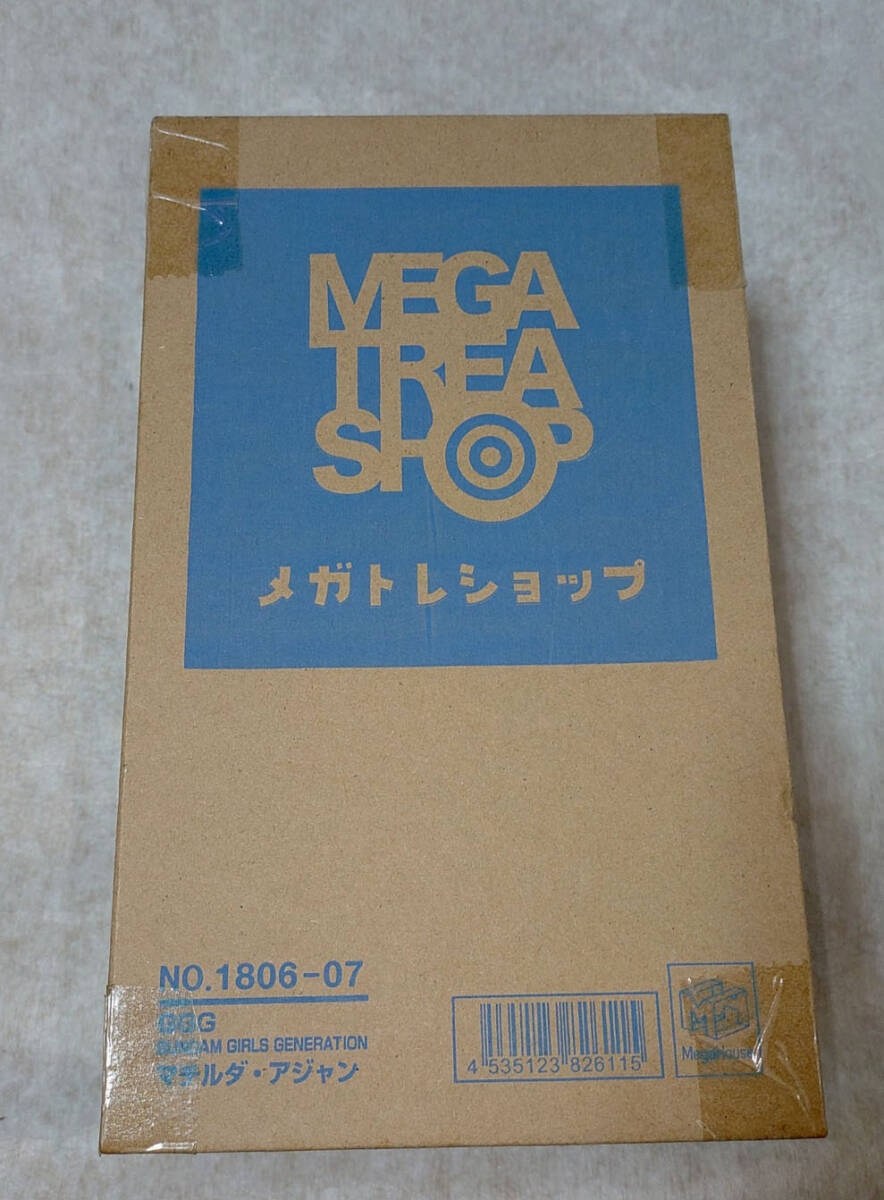 MEGA
TREA
SHOP
メガトレショップ
NO.1806-07
GGG
GUNDAM GIRLS GENERATION
マチルダ・アジャン
4 535123 826115
MegaHouse